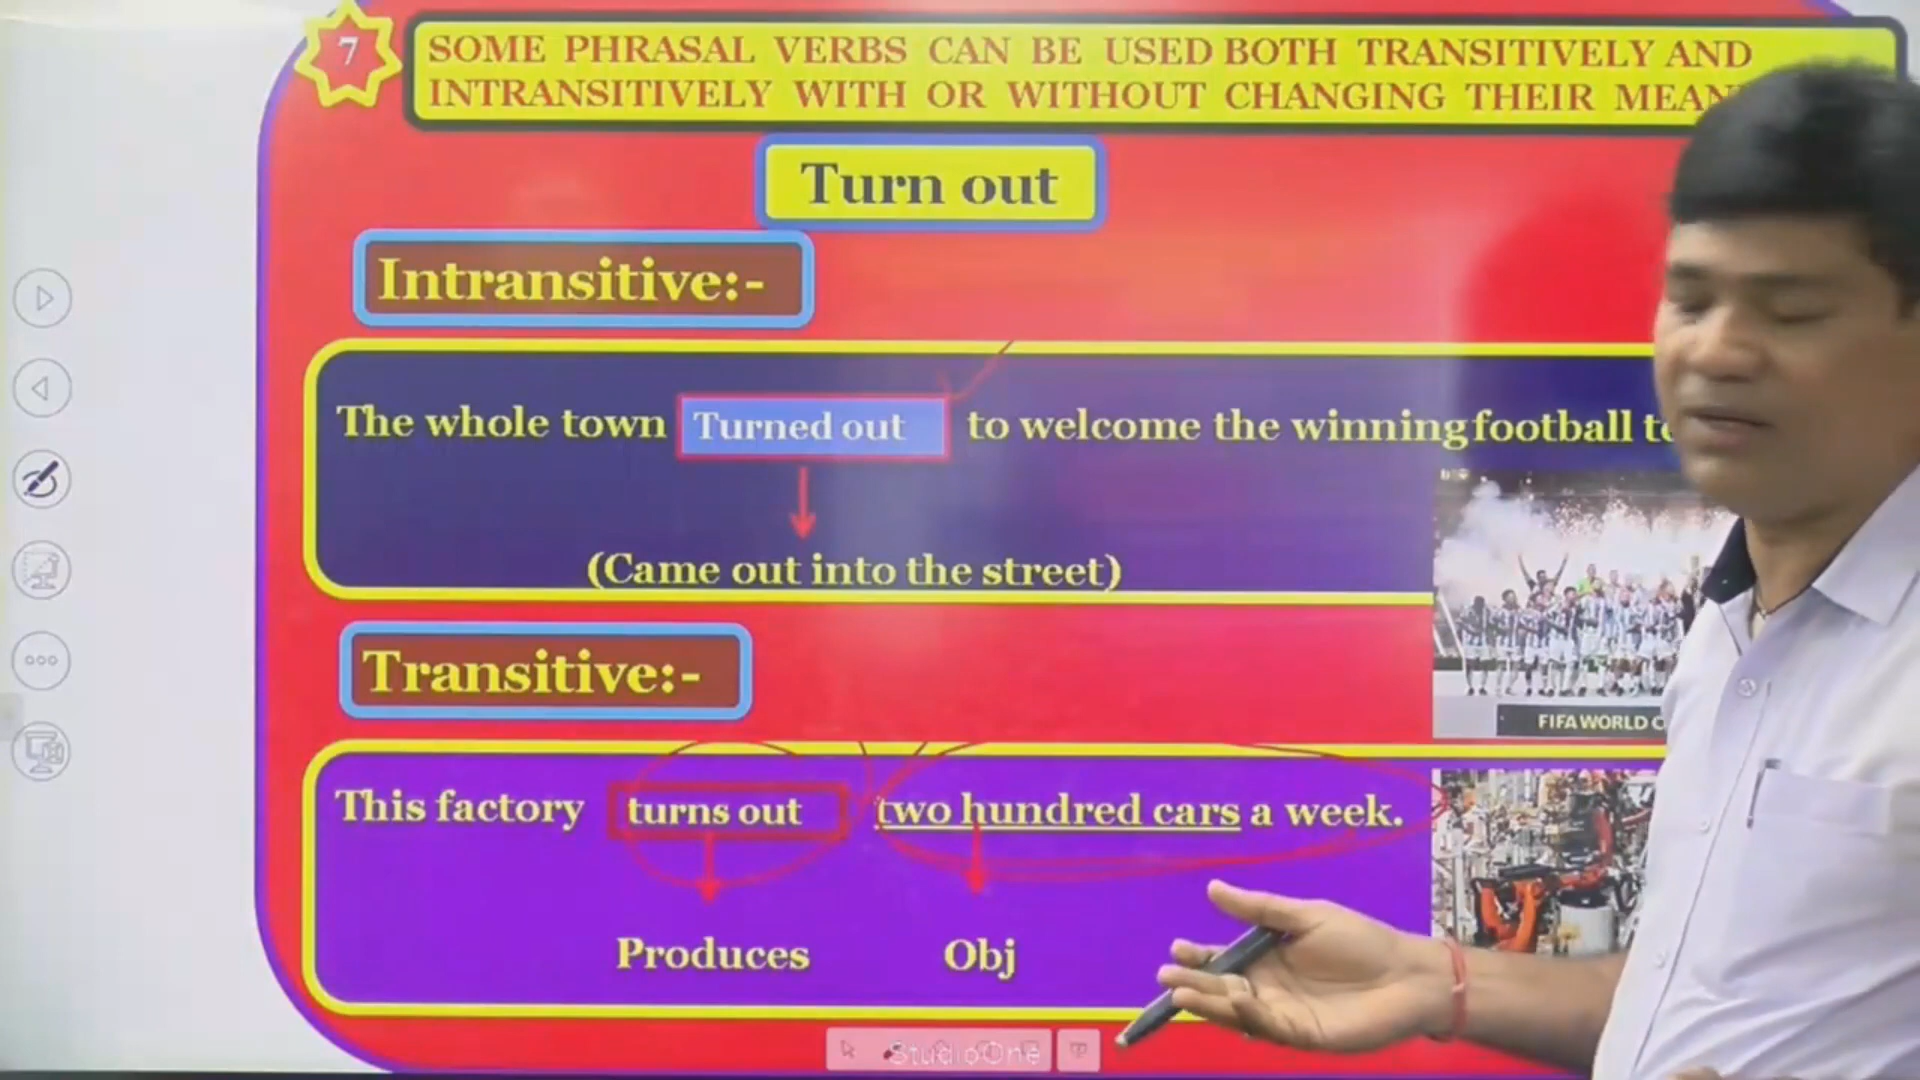 7
SOME PHRASAL VERBS CAN BE USED BOTH TRANSITIVELY AND
INTRANSITIVELY WITH OR WITHOUT CHANGING THEIR
Turn out
Intransitive:-
The whole town Turned out to welcome the winning football
(Came out into the street)
FIFA WORLD
Transitive:-
This factory turns out two hundred cars a week.
Produces Obj
StudioOne